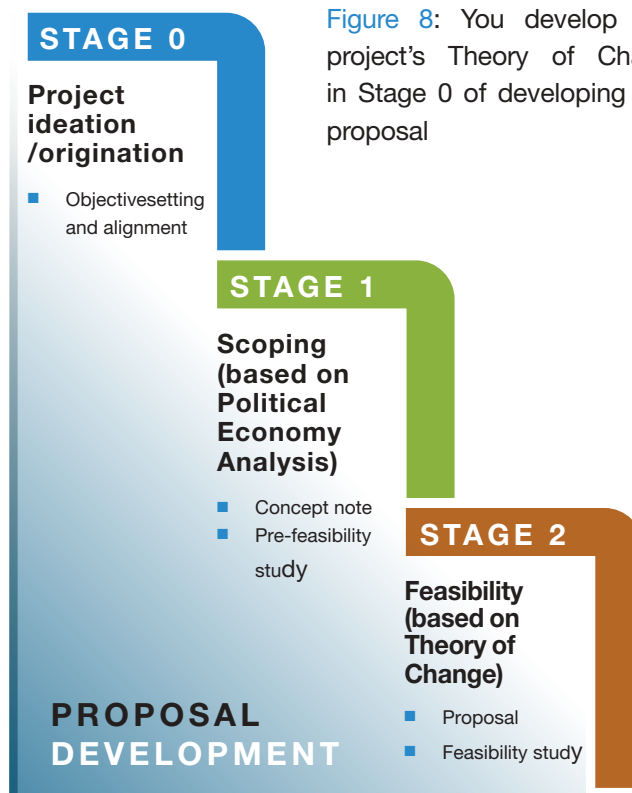 STAGE 0
Project
ideation
/origination
■ Objectivesetting
and alignment
Figure 8: You develop
project's Theory of Cha
in Stage 0 of developing
proposal
STAGE 1
Scoping
(based on
Political
Economy
Analysis)
■ Concept note
■ Pre-feasibility
study
STAGE 2
Feasibility
(based on
Theory of
Change)
■ Proposal
■ Feasibility study
PROPOSAL
DEVELOPMENT